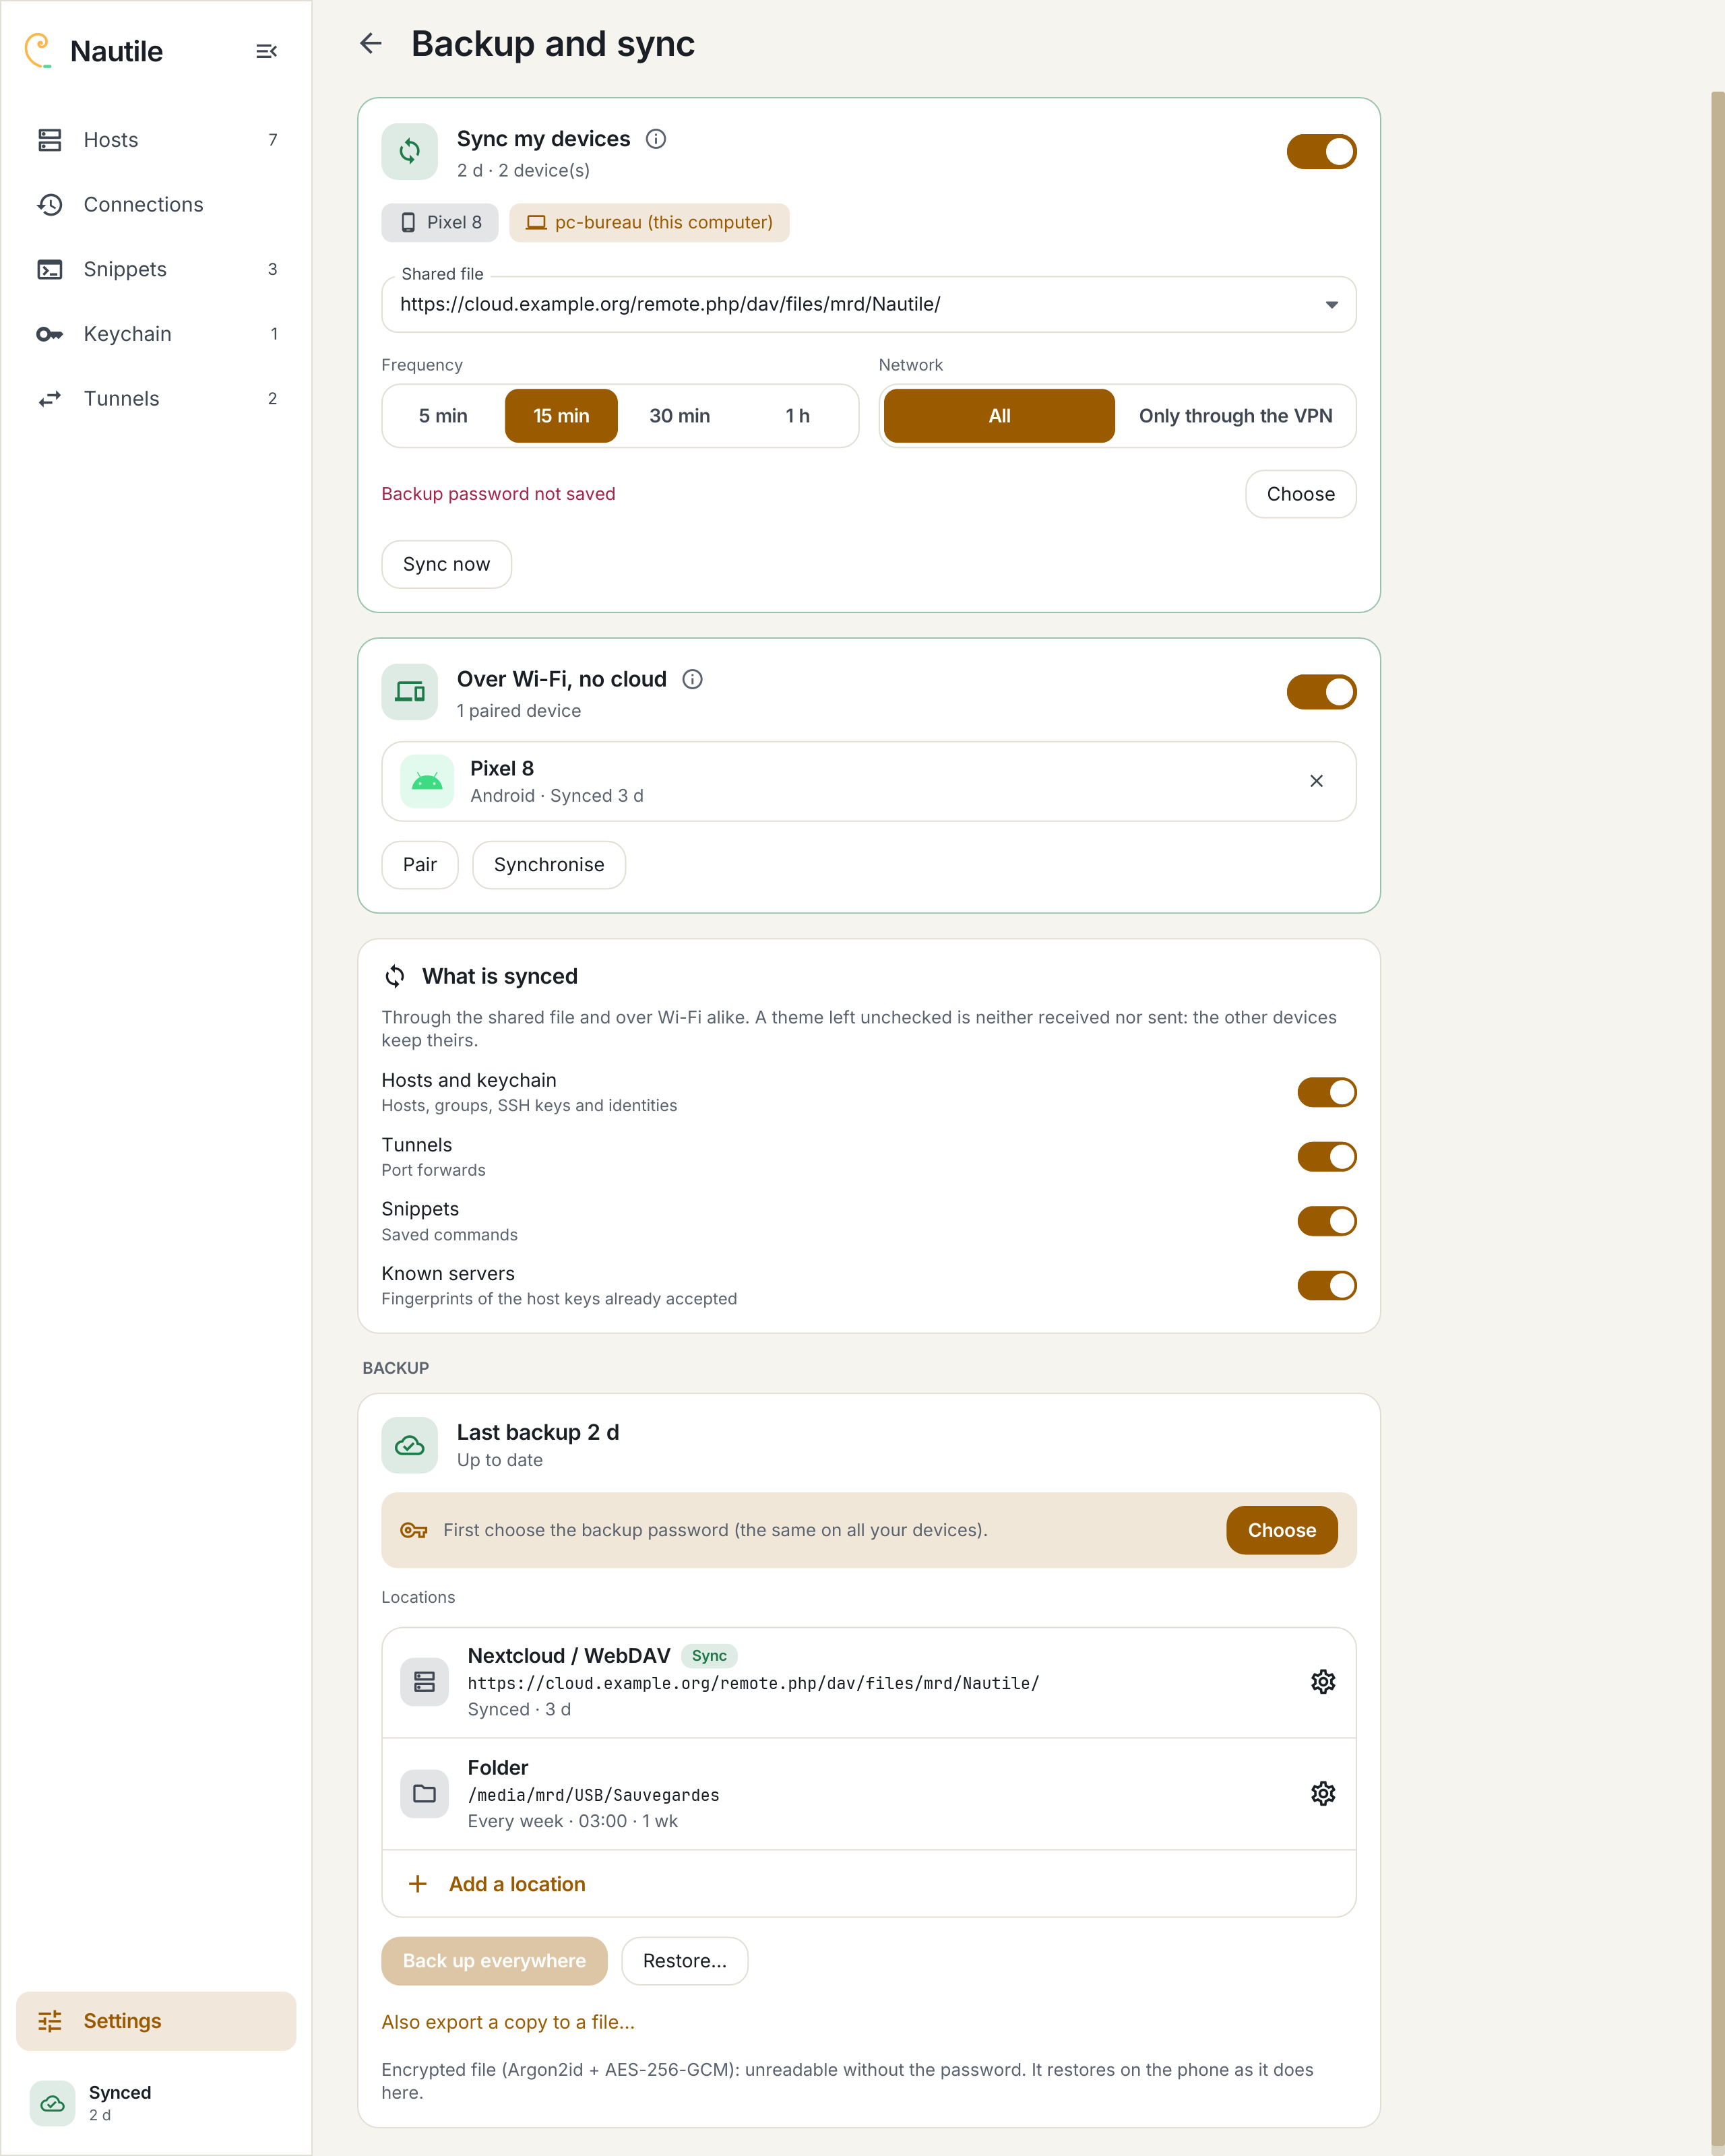 Nautile
Hosts 7
Connections
Snippets 3
Keychain 1
Tunnels 2
Settings
Synced
2 d
Backup and sync
Sync my devices
2 d · 2 device(s)
Pixel 8
pc-bureau (this computer)
Shared file
https://cloud.example.org/remote.php/dav/files/mrd/Nautile/
Frequency
5 min 15 min 30 min 1 h
Network
All Only through the VPN
Backup password not saved
Choose
Sync now
Over Wi-Fi, no cloud
1 paired device
Pixel 8
Android · Synced 3 d
Pair Synchronise
What is synced
Through the shared file and over Wi-Fi alike. A theme left unchecked is neither received nor sent: the other devices
keep theirs.
Hosts and keychain
Hosts, groups, SSH keys and identities
Tunnels
Port forwards
Snippets
Saved commands
Known servers
Fingerprints of the host keys already accepted
BACKUP
Last backup 2 d
Up to date
First choose the backup password (the same on all your devices).
Choose
Locations
Nextcloud / WebDAV Sync
https://cloud.example.org/remote.php/dav/files/mrd/Nautile/
Synced · 3 d
Folder
/media/mrd/USB/Sauvegardes
Every week · 03:00 · 1 wk
Add a location
Back up everywhere Restore...
Also export a copy to a file...
Encrypted file (Argon2id + AES-256-GCM): unreadable without the password. It restores on the phone as it does
here.